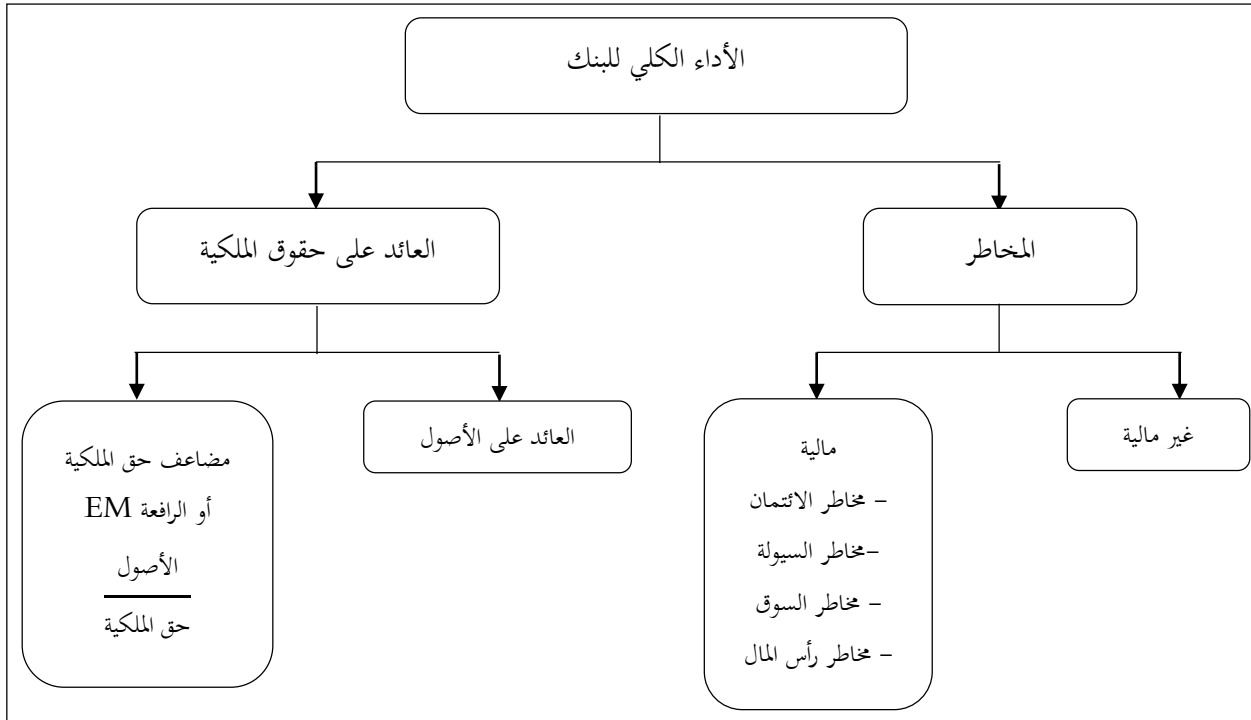 الأداء الكلي للبنك
المخاطر
العائد على حقوق الملكية
غير مالية
مالية
– مخاطر الائتمان
–مخاطر السيولة
– مخاطر السوق
– مخاطر رأس المال
العائد على الأصول
مضاعف حق الملكية
أو الرافعة EM
الأصول
حق الملكية